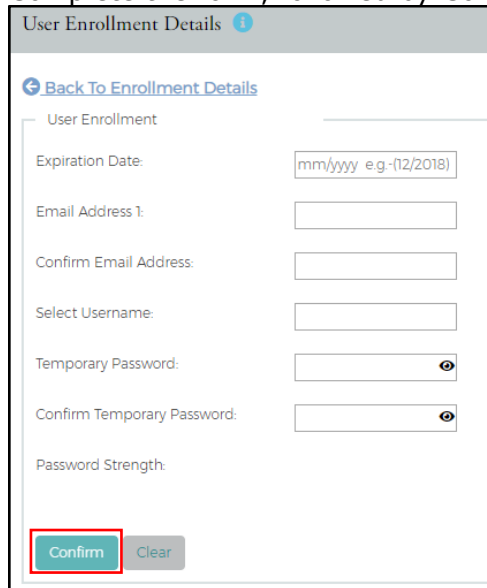 User Enrollment Details
Back To Enrollment Details
User Enrollment
Expiration Date:
mm/yyyy e.g.-(12/2018)
Email Address 1:
Confirm Email Address:
Select Username:
Temporary Password:
Confirm Temporary Password:
Password Strength:
Confirm Clear